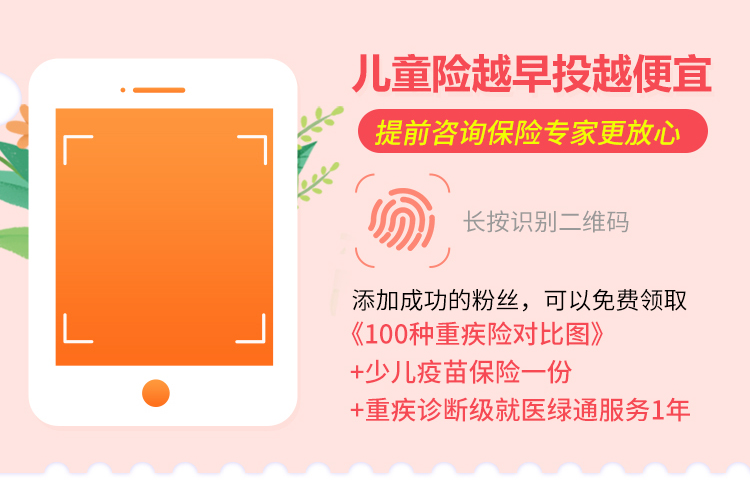 儿童险越早投越便宜
提前咨询保险专家更放心
长按识别二维码
添加成功的粉丝，可以免费领取
《100种重疾险对比图》
+少儿疫苗保险一份
+重疾诊断级就医绿通服务1年